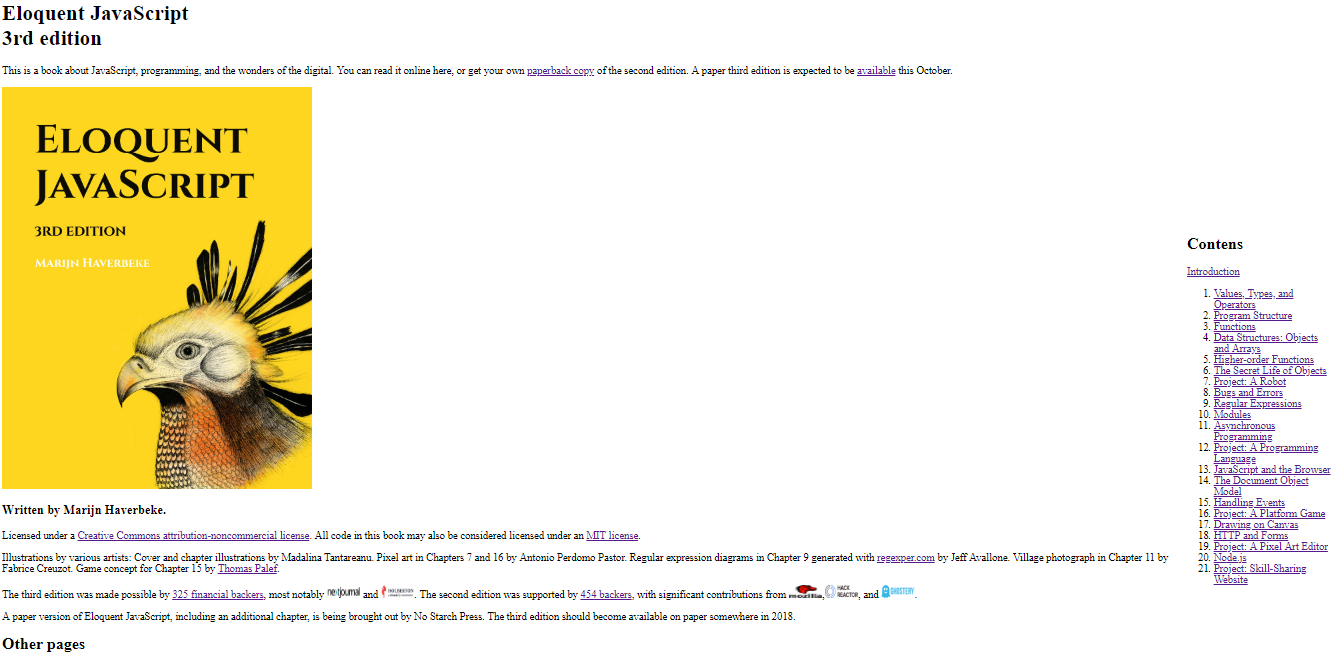 Eloquent JavaScript
3rd edition
This is a book about JavaScript, programming, and the wonders of the digital. You can read it online here, or get your own paperback copy of the second edition. A paper third edition is expected to be available this October.
ELOQUENT
JAVASCRIPT
3RD EDITION
MARIJN HAVERBEKE
Written by Marijn Haverbeke.
Licensed under a Creative Commons attribution-noncommercial license. All code in this book may also be considered licensed under an MIT license.
Illustrations by various artists: Cover and chapter illustrations by Madalina Tantareanu. Pixel art in Chapters 7 and 16 by Antonio Perdomo Pastor. Regular expression diagrams in Chapter 9 generated with regexper.com by Jeff Avallone. Village photograph in Chapter 11 by
Fabrice Creuzot. Game concept for Chapter 15 by Thomas Palef.
The third edition was made possible by 325 financial backers, most notably nextjournal and HOLBERTON. The second edition was supported by 454 backers, with significant contributions from mozilla, HACK REACTOR, and GHOSTERY.
A paper version of Eloquent JavaScript, including an additional chapter, is being brought out by No Starch Press. The third edition should become available on paper somewhere in 2018.
Other pages
Contens
Introduction
1. Values, Types, and
Operators
2. Program Structure
3. Functions
4. Data Structures: Objects
and Arrays
5. Higher-order Functions
6. The Secret Life of Objects
7. Project: A Robot
8. Bugs and Errors
9. Regular Expressions
10. Modules
11. Asynchronous
Programming
12. Project: A Programming
Language
13. JavaScript and the Browser
14. The Document Object
Model
15. Handling Events
16. Project: A Platform Game
17. Drawing on Canvas
18. HTTP and Forms
19. Project: A Pixel Art Editor
20. Node.js
21. Project: Skill-Sharing
Website